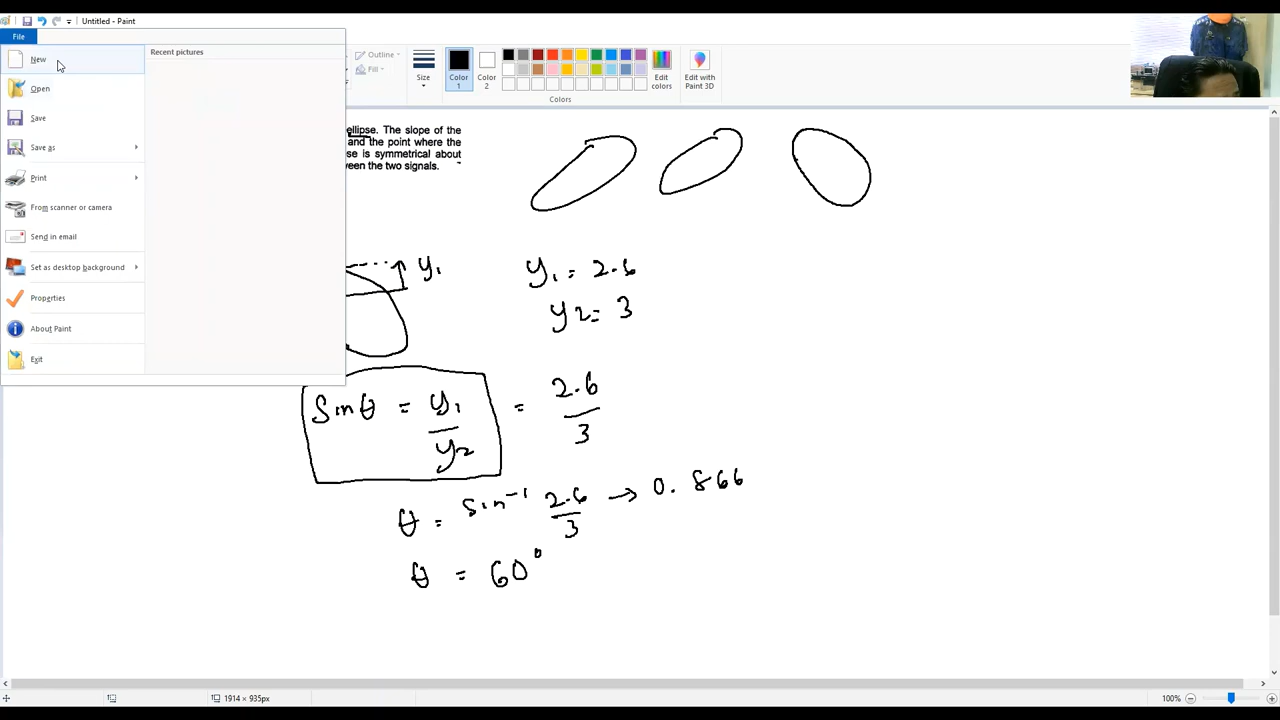 Untitled - Paint
File
New
Open
Save
Save as
Print
From scanner or camera
Send in email
Set as desktop background
Properties
About Paint
Exit
Recent pictures
Outline
Fill
Size
Color 1
Color 2
Edit colors
Edit with Paint 3D
Colors
ellipse. The slope of the
and the point where the
se is symmetrical about
ween the two signals.
y1
y1 = 2.6
y2 = 3
Sinθ = y1/y2 = 2.6/3
θ = Sin⁻¹ 2.6/3 → 0.866
θ = 60°
1914 × 935px
100%